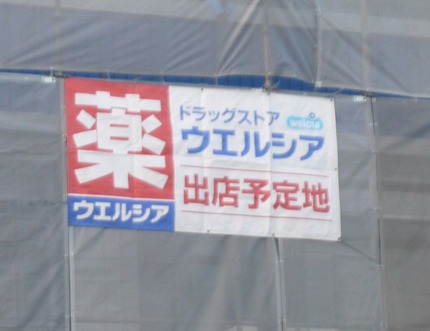 薬
ウエルシア
ドラッグストア
welcia
ウエルシア
出店予定地